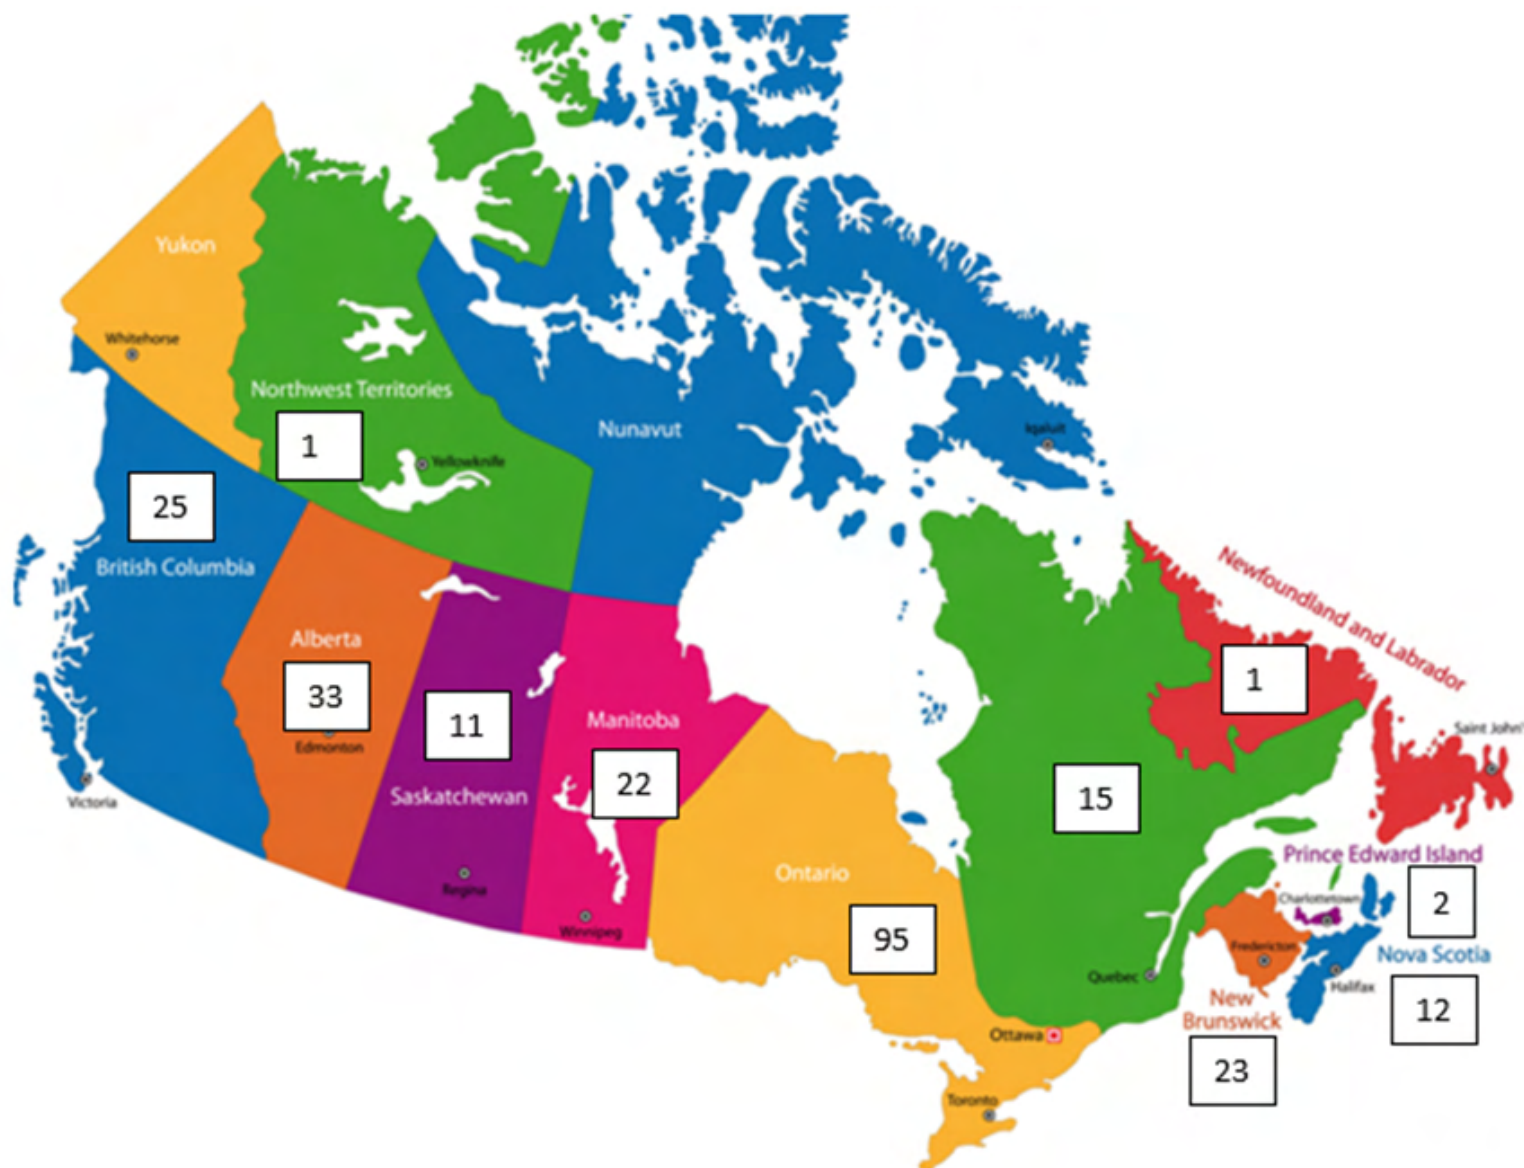 Yukon
Whitehorse
Northwest Territories
1
Yellowknife
Nunavut
Iqaluit
25
British Columbia
Victoria
Alberta
33
Edmonton
11
Saskatchewan
Regina
Manitoba
22
Winnipeg
Ontario
95
Ottawa
Toronto
15
Quebec
Newfoundland and Labrador
1
Saint John'
Prince Edward Island
2
Charlottetown
Nova Scotia
12
Halifax
Fredericton
New
Brunswick
23